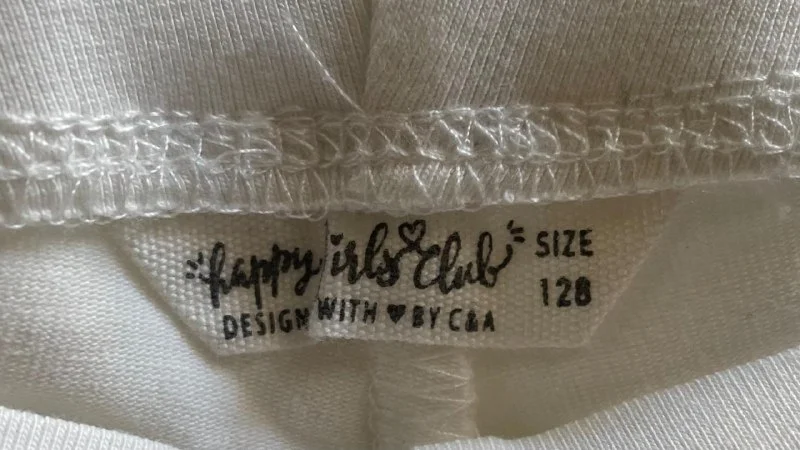 happy irls club
DESIGN WITH ♥ BY C&A
SIZE
128